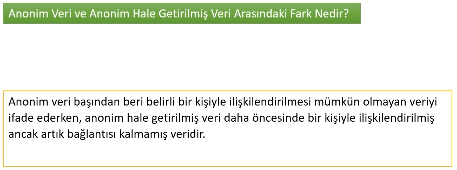 Anonim Veri ve Anonim Hale Getirilmiş Veri Arasındaki Fark Nedir?
Anonim veri başından beri belirli bir kişiyle ilişkilendirilmesi mümkün olmayan veriyi
ifade ederken, anonim hale getirilmiş veri daha öncesinde bir kişiyle ilişkilendirilmiş
ancak artık bağlantısı kalmamış veridir.